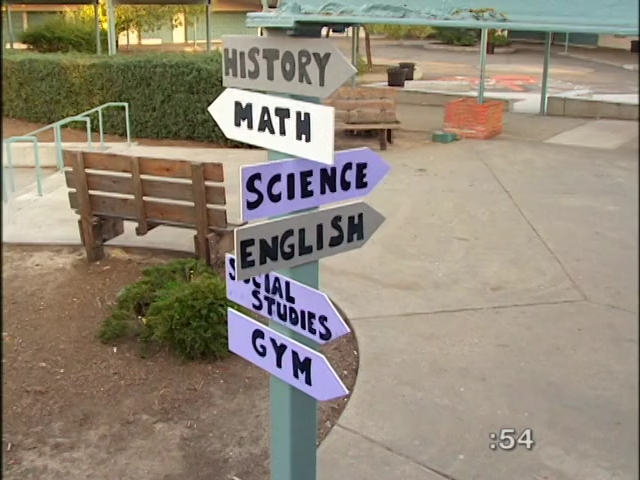 HISTORY
MATH
SCIENCE
ENGLISH
SOCIAL
STUDIES
GYM
:54